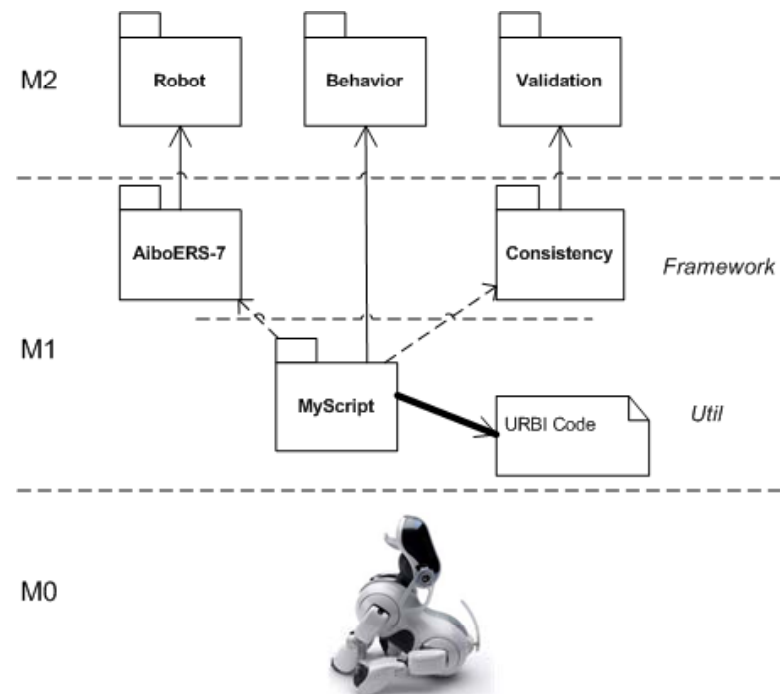 M2
Robot
Behavior
Validation
AiboERS-7
Consistency
Framework
M1
MyScript
URBI Code
Util
M0